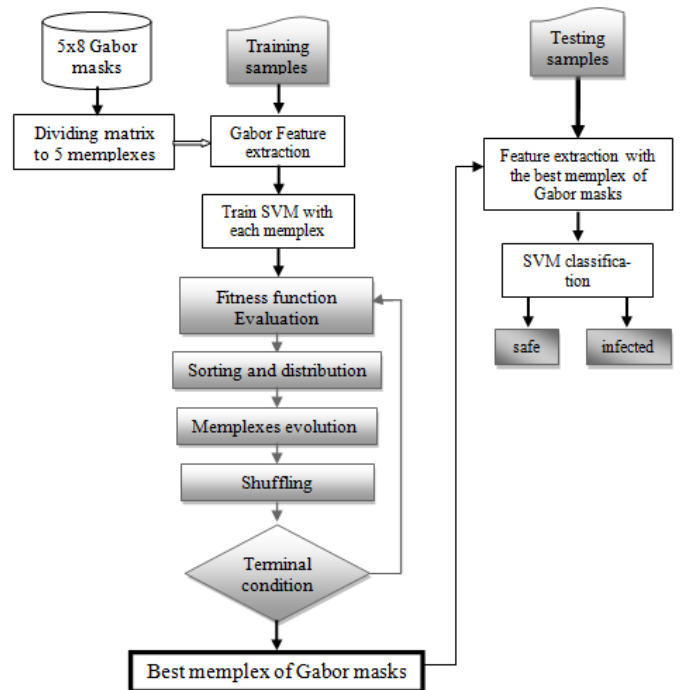 5x8 Gabor
masks
Training
samples
Testing
samples
Dividing matrix
to 5 memplexes
Gabor Feature
extraction
Feature extraction with
the best memplex of
Gabor masks
Train SVM with
each memplex
SVM classifica-
tion
Fitness function
Evaluation
safe
infected
Sorting and distribution
Memplexes evolution
Shuffling
Terminal
condition
Best memplex of Gabor masks